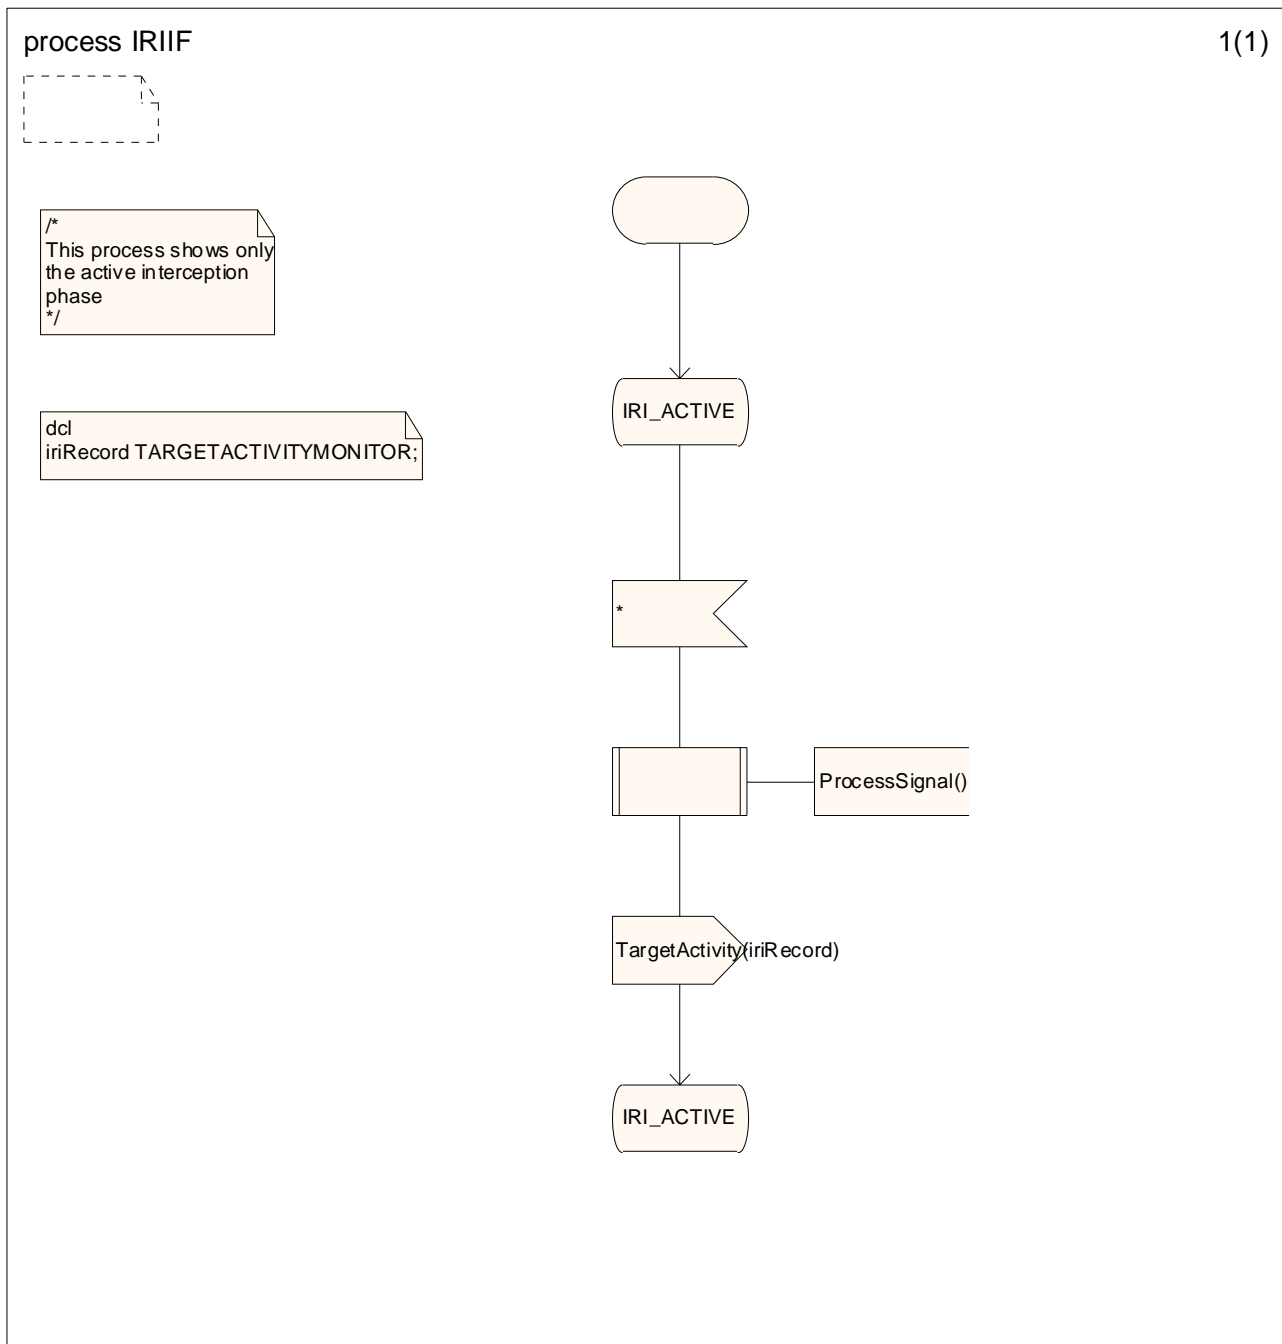 process IRIIF
1(1)
/*
This process shows only
the active interception
phase
*/
dcl
iriRecord TARGETACTIVITYMONITOR;
IRI_ACTIVE
*
ProcessSignal()
TargetActivity(iriRecord)
IRI_ACTIVE